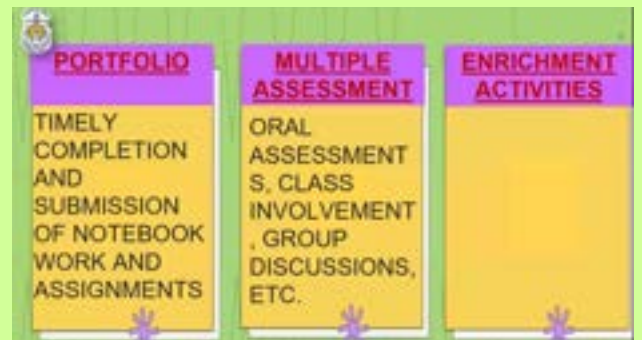 PORTFOLIO
TIMELY
COMPLETION
AND
SUBMISSION
OF NOTEBOOK
WORK AND
ASSIGNMENTS
MULTIPLE
ASSESSMENT
ORAL
ASSESSMENT
S, CLASS
INVOLVEMENT
, GROUP
DISCUSSIONS,
ETC.
ENRICHMENT
ACTIVITIES